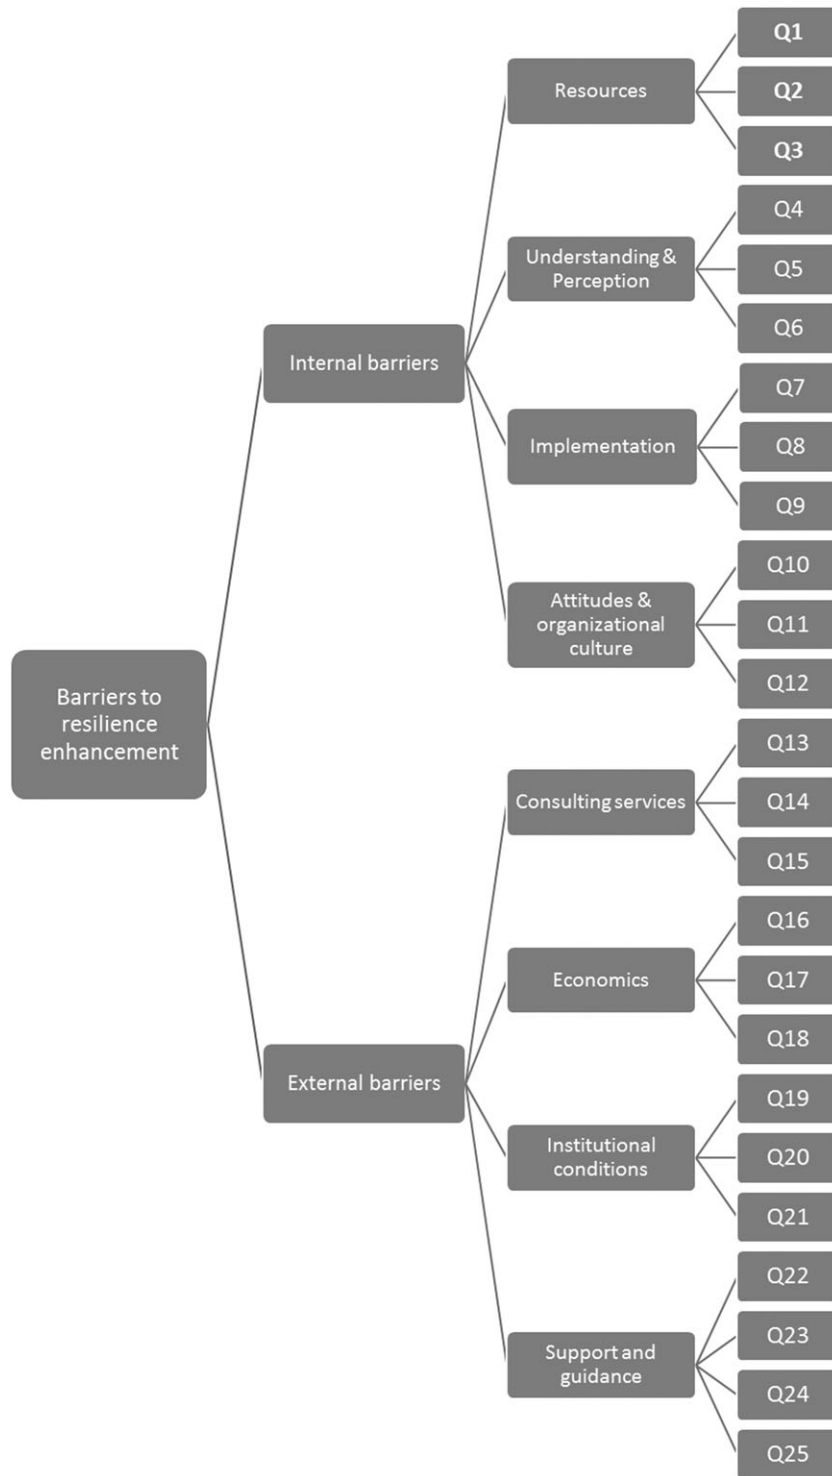 Barriers to
resilience
enhancement
Internal barriers
Resources
Q1
Q2
Q3
Understanding &
Perception
Q4
Q5
Q6
Implementation
Q7
Q8
Q9
Attitudes &
organizational
culture
Q10
Q11
Q12
External barriers
Consulting services
Q13
Q14
Q15
Economics
Q16
Q17
Q18
Institutional
conditions
Q19
Q20
Q21
Support and
guidance
Q22
Q23
Q24
Q25